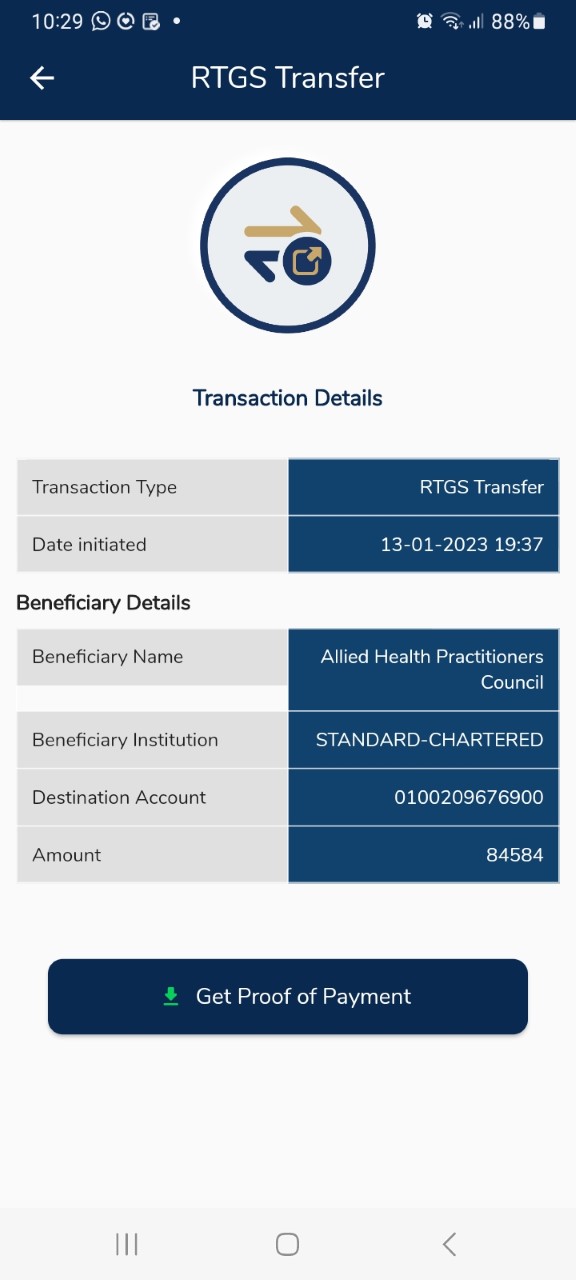 10:29
88%
RTGS Transfer
Transaction Details
Transaction Type RTGS Transfer
Date initiated 13-01-2023 19:37
Beneficiary Details
Beneficiary Name Allied Health Practitioners
Council
Beneficiary Institution STANDARD-CHARTERED
Destination Account 0100209676900
Amount 84584
Get Proof of Payment